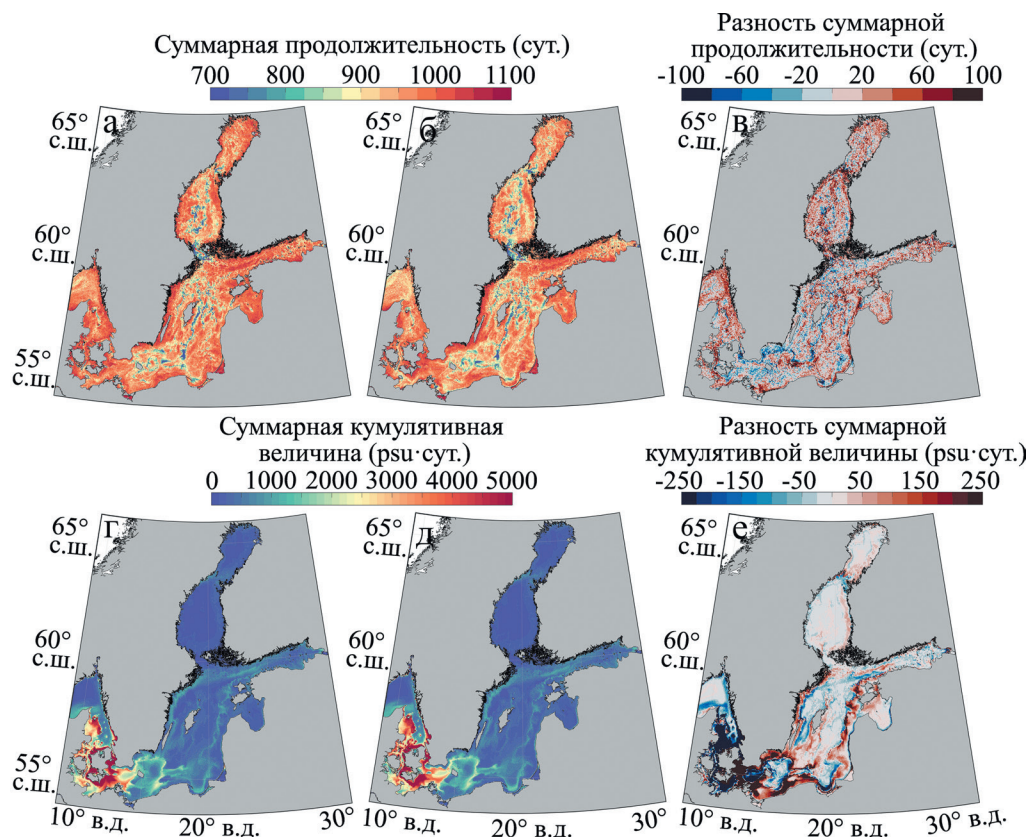 Суммарная продолжительность (сут.)
700 800 900 1000 1100
Разность суммарной
продолжительности (сут.)
-100 -60 -20 20 60 100
а
65°
с.ш.
60°
с.ш.
55°
с.ш.
б
65°
с.ш.
60°
с.ш.
в
65°
с.ш.
60°
с.ш.
Суммарная кумулятивная
величина (psu·сут.)
0 1000 2000 3000 4000 5000
Разность суммарной
кумулятивной величины (psu·сут.)
-250 -150 -50 50 150 250
г
65°
с.ш.
60°
с.ш.
55°
с.ш.
10° в.д. 20° в.д. 30°
д
65°
с.ш.
60°
с.ш.
10° в.д. 20° в.д. 30°
е
65°
с.ш.
60°
с.ш.
10° в.д. 20° в.д. 30° в.д.